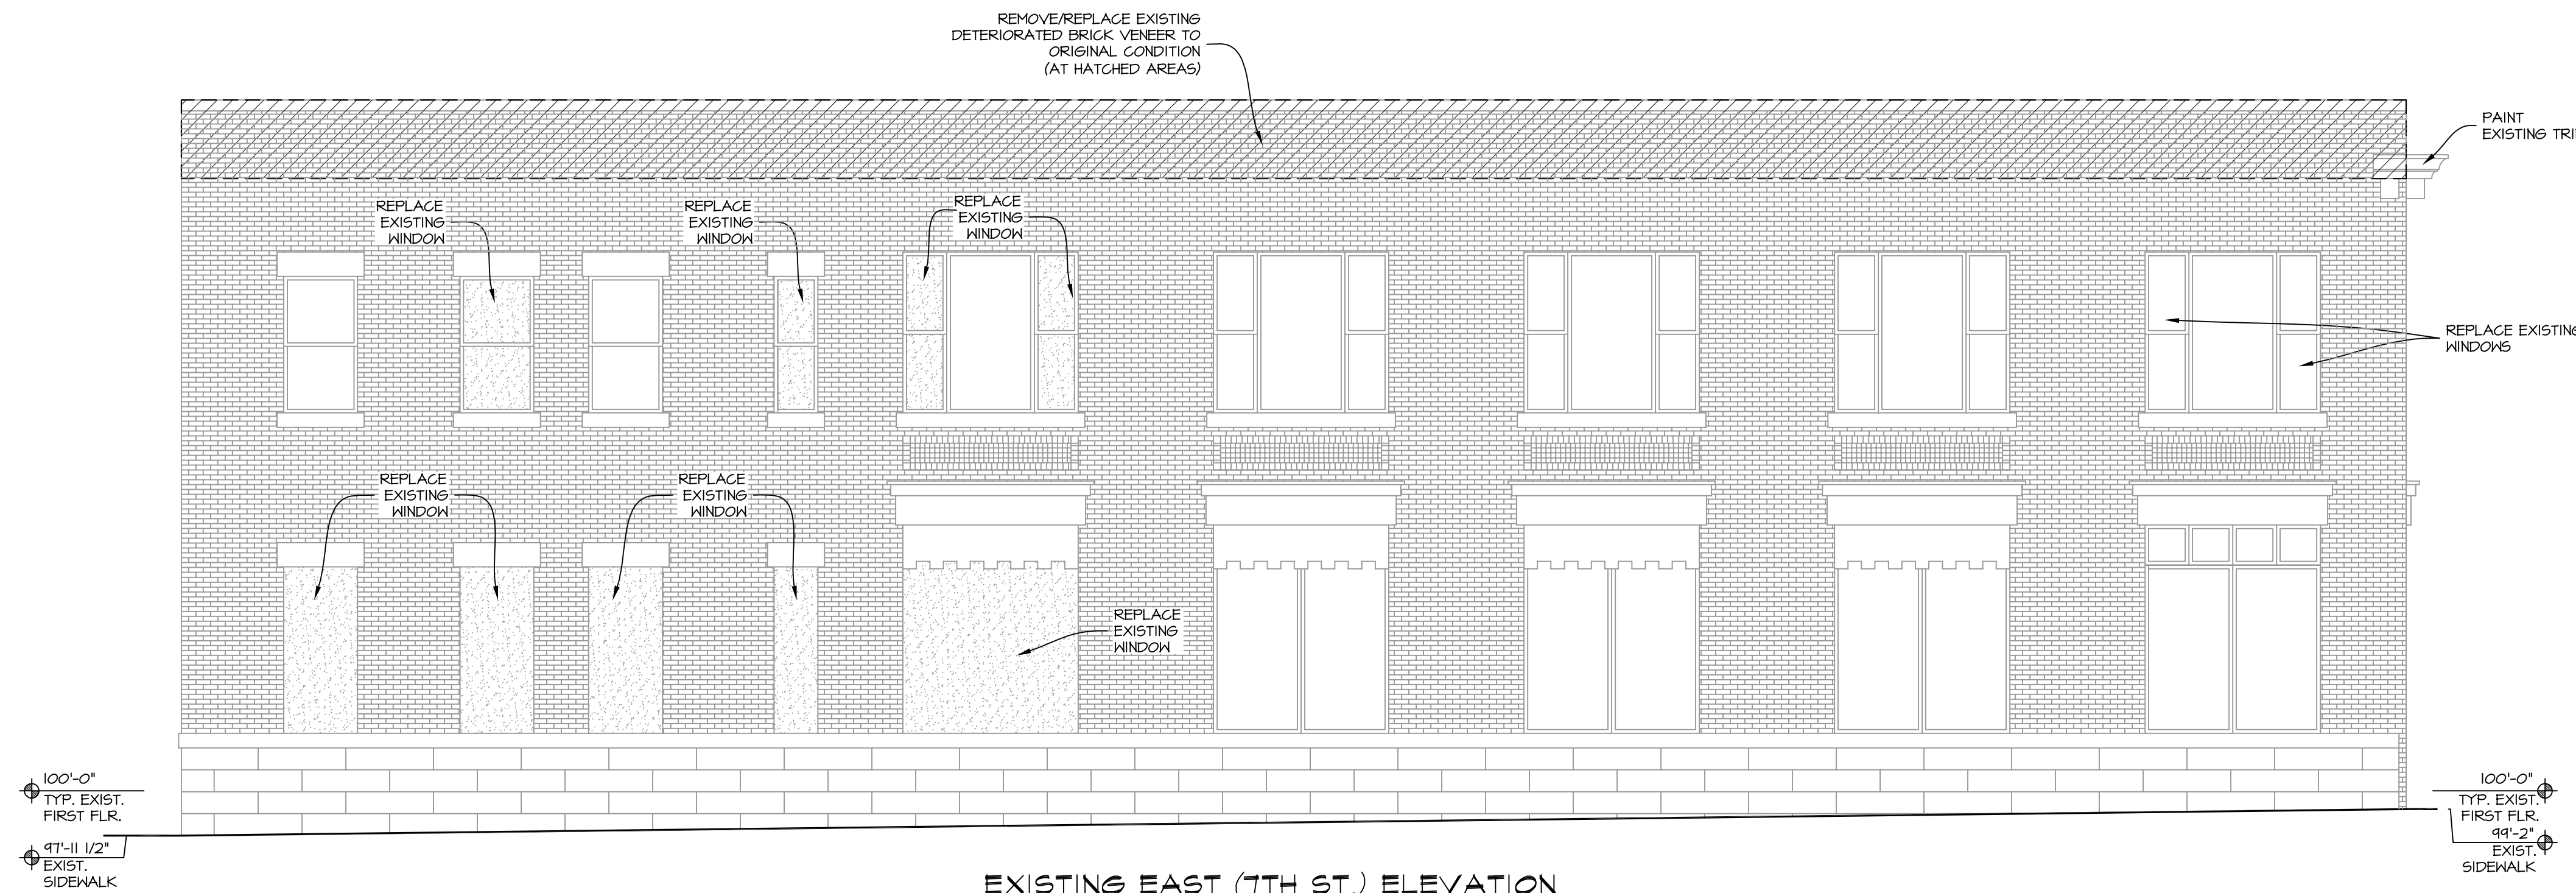 REMOVE/REPLACE EXISTING
DETERIORATED BRICK VENEER TO
ORIGINAL CONDITION
(AT HATCHED AREAS)
PAINT
EXISTING TRI
REPLACE
EXISTING
WINDOW
REPLACE
EXISTING
WINDOW
REPLACE
EXISTING
WINDOW
REPLACE EXISTING
WINDOWS
REPLACE
EXISTING
WINDOW
REPLACE
EXISTING
WINDOW
REPLACE
EXISTING
WINDOW
100'-0"
TYP. EXIST.
FIRST FLR.
97'-11 1/2"
EXIST.
SIDEWALK
100'-0"
TYP. EXIST.
FIRST FLR.
99'-2"
EXIST.
SIDEWALK
EXISTING EAST (7TH ST.) ELEVATION